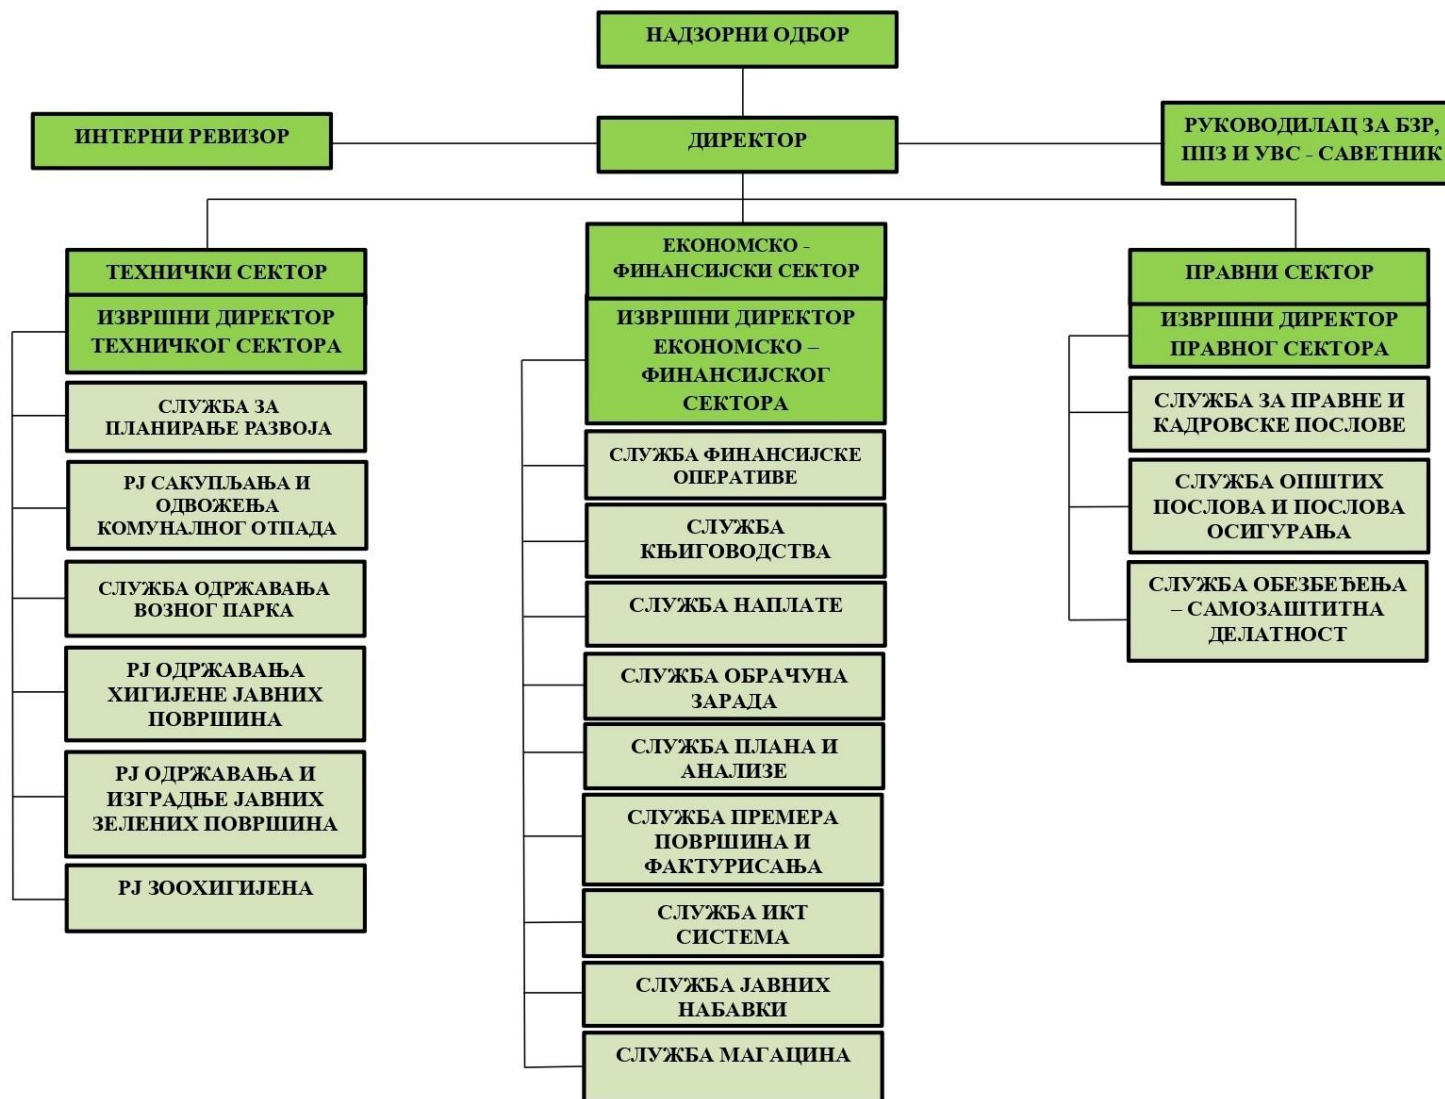 НАДЗОРНИ ОДБОР
ИНТЕРНИ РЕВИЗОР
ДИРЕКТОР
РУКОВОДИЛАЦ ЗА БЗР,
ППЗ И УВС - САВЕТНИК
ТЕХНИЧКИ СЕКТОР
ИЗВРШНИ ДИРЕКТОР
ТЕХНИЧКОГ СЕКТОРА
СЛУЖБА ЗА
ПЛАНИРАЊЕ РАЗВОЈА
РЈ САКУПЉАЊА И
ОДВОЖЕЊА
КОМУНАЛНОГ ОТПАДА
СЛУЖБА ОДРЖАВАЊА
ВОЗНОГ ПАРКА
РЈ ОДРЖАВАЊА
ХИГИЈЕНЕ ЈАВНИХ
ПОВРШИНА
РЈ ОДРЖАВАЊА И
ИЗГРАДЊЕ ЈАВНИХ
ЗЕЛЕНИХ ПОВРШИНА
РЈ ЗООХИГИЈЕНА
ЕКОНОМСКО -
ФИНАНСИЈСКИ СЕКТОР
ИЗВРШНИ ДИРЕКТОР
ЕКОНОМСКО –
ФИНАНСИЈСКОГ
СЕКТОРА
СЛУЖБА ФИНАНСИЈСКЕ
ОПЕРАТИВЕ
СЛУЖБА
КЊИГОВОДСТВА
СЛУЖБА НАПЛАТЕ
СЛУЖБА ОБРАЧУНА
ЗАРАДА
СЛУЖБА ПЛАНА И
АНАЛИЗЕ
СЛУЖБА ПРЕМЕРА
ПОВРШИНА И
ФАКТУРИСАЊА
СЛУЖБА ИКТ
СИСТЕМА
СЛУЖБА ЈАВНИХ
НАБАВКИ
СЛУЖБА МАГАЦИНА
ПРАВНИ СЕКТОР
ИЗВРШНИ ДИРЕКТОР
ПРАВНОГ СЕКТОРА
СЛУЖБА ЗА ПРАВНЕ И
КАДРОВСКЕ ПОСЛОВЕ
СЛУЖБА ОПШТИХ
ПОСЛОВА И ПОСЛОВА
ОСИГУРАЊА
СЛУЖБА ОБЕЗБЕЂЕЊА
– САМОЗАШТИТНА
ДЕЛАТНОСТ